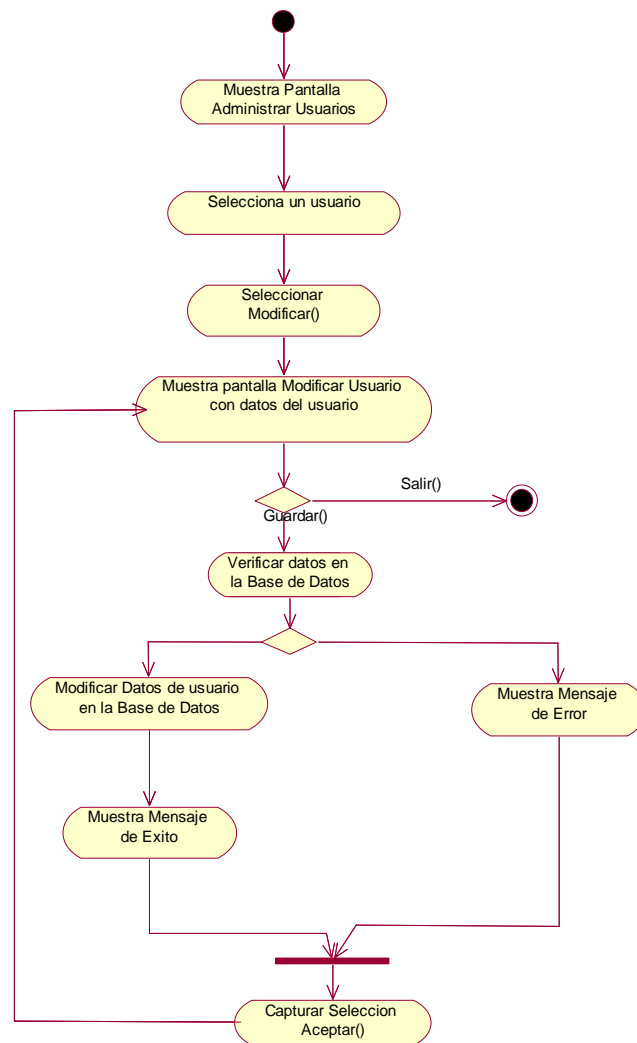 Muestra Pantalla
Administrar Usuarios
Selecciona un usuario
Seleccionar
Modificar()
Muestra pantalla Modificar Usuario
con datos del usuario
Salir()
Guardar()
Verificar datos en
la Base de Datos
Modificar Datos de usuario
en la Base de Datos
Muestra Mensaje
de Error
Muestra Mensaje
de Exito
Capturar Seleccion
Aceptar()